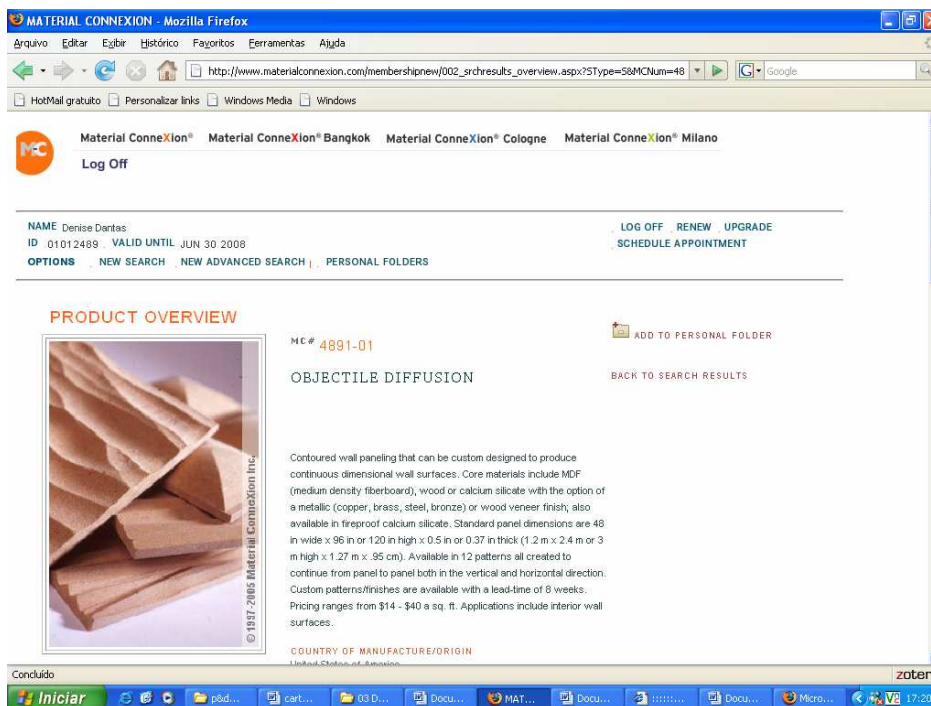 MATERIAL CONNEXION - Mozilla Firefox
Arquivo Editar Exibir Histórico Favoritos Ferramentas Ajuda
http://www.materialconnexion.com/membershipnew/002_srchresults_overview.aspx?SType=5&MCNum=48
Google
HotMail gratuito Personalizar links Windows Media Windows
MC
Material ConneXion® Material ConneXion® Bangkok Material ConneXion® Cologne Material ConneXion® Milano
Log Off
NAME Denise Dantas
ID 01012489 . VALID UNTIL JUN 30 2008
OPTIONS . NEW SEARCH . NEW ADVANCED SEARCH | . PERSONAL FOLDERS
. LOG OFF . RENEW . UPGRADE
. SCHEDULE APPOINTMENT
PRODUCT OVERVIEW
© 1997-2005 Material ConneXion Inc.
MC# 4891-01
OBJECTILE DIFFUSION
ADD TO PERSONAL FOLDER
BACK TO SEARCH RESULTS
Contoured wall paneling that can be custom designed to produce
continuous dimensional wall surfaces. Core materials include MDF
(medium density fiberboard), wood or calcium silicate with the option of
a metallic (copper, brass, steel, bronze) or wood veneer finish; also
available in fireproof calcium silicate. Standard panel dimensions are 48
in wide x 96 in or 120 in high x 0.5 in or 0.37 in thick (1.2 m x 2.4 m or 3
m high x 1.27 m x .95 cm). Available in 12 patterns all created to
continue from panel to panel both in the vertical and horizontal direction.
Custom patterns/finishes are available with a lead-time of 8 weeks.
Pricing ranges from $14 - $40 a sq. ft. Applications include interior wall
surfaces.
COUNTRY OF MANUFACTURE/ORIGIN
United States of America
Concluído
zoter
Iniciar p&d... cart... 03 D... Docu... MAT... Docu... ::::::... Docu... Micro... 17:20